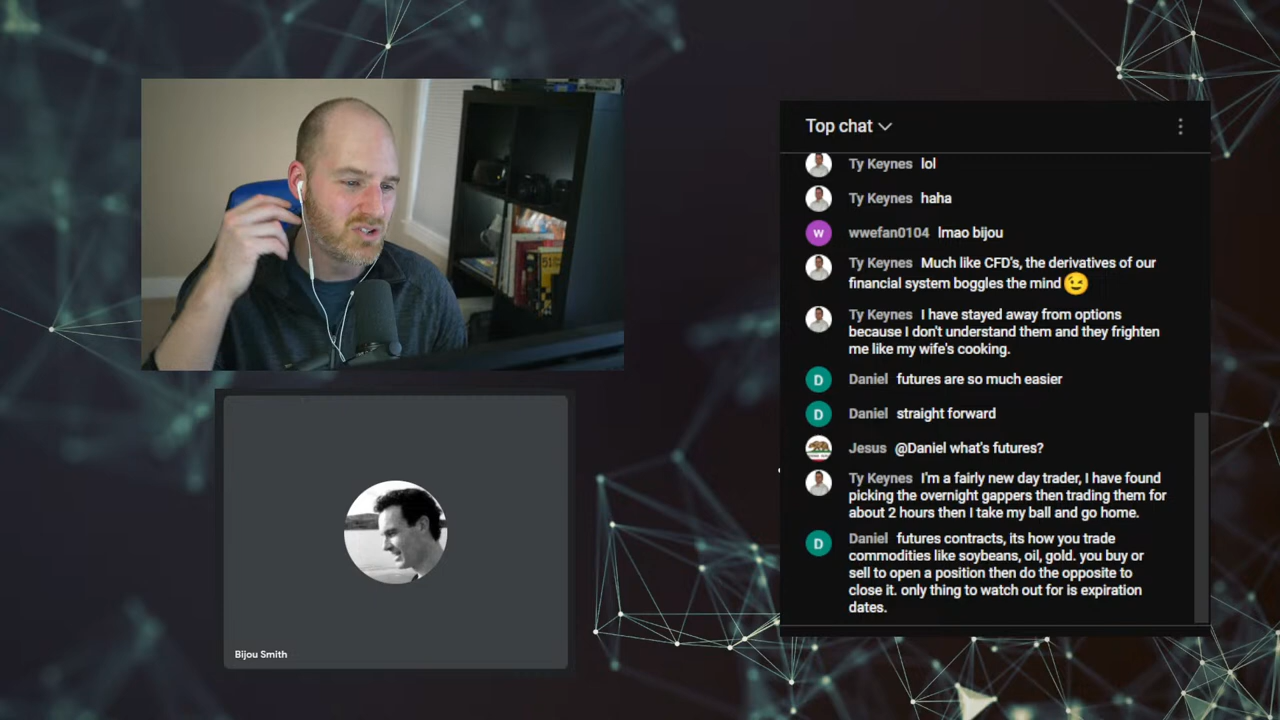 Top chat
Ty Keynes lol
Ty Keynes haha
W wwefan0104 lmao bijou
Ty Keynes Much like CFD's, the derivatives of our
financial system boggles the mind😉
Ty Keynes I have stayed away from options
because I don't understand them and they frighten
me like my wife's cooking.
D Daniel futures are so much easier
D Daniel straight forward
Jesus @Daniel what's futures?
Ty Keynes I'm a fairly new day trader, I have found
picking the overnight gappers then trading them for
about 2 hours then I take my ball and go home.
D Daniel futures contracts, its how you trade
commodities like soybeans, oil, gold. you buy or
sell to open a position then do the opposite to
close it. only thing to watch out for is expiration
dates.
Bijou Smith